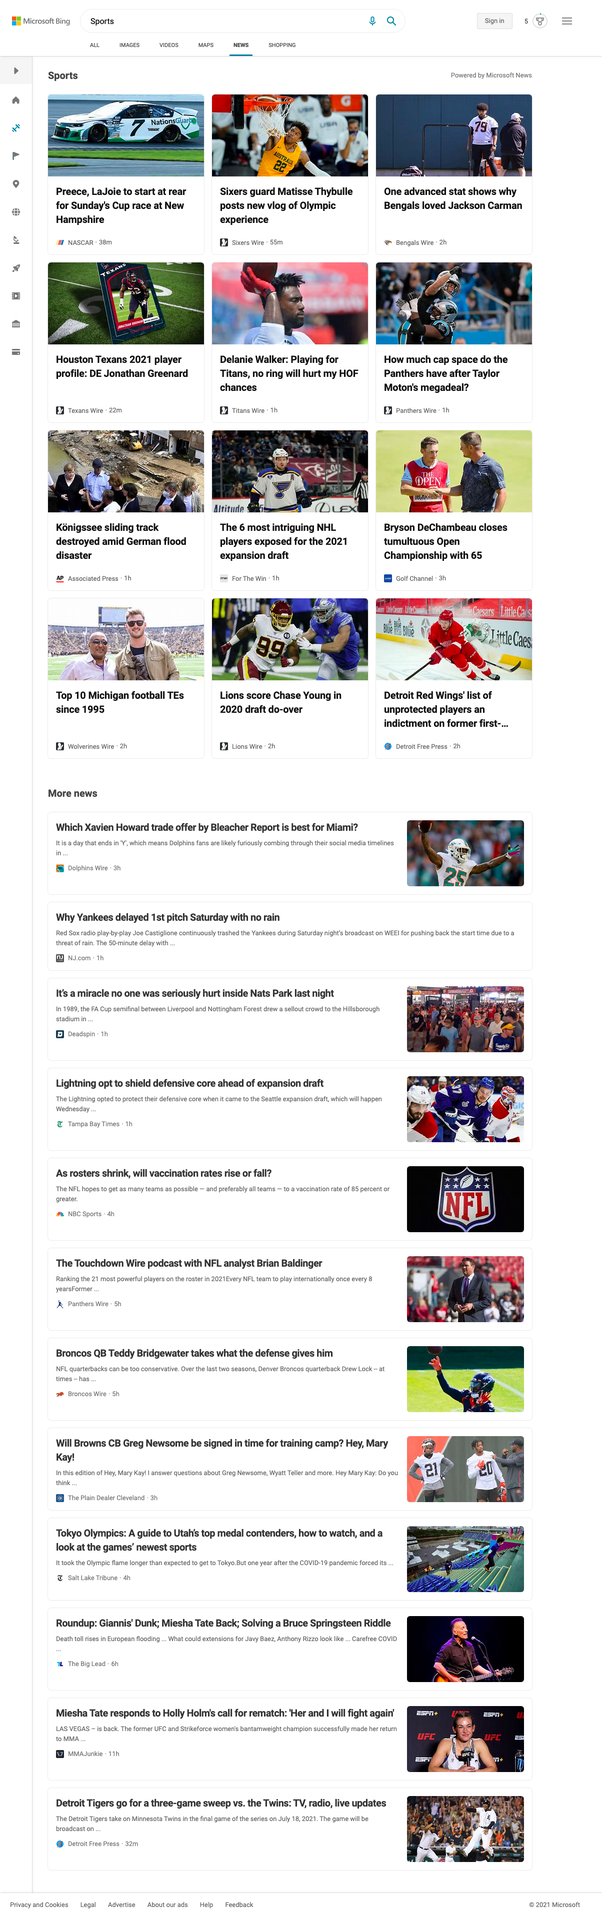 Microsoft Bing
Sports
Sign in
5
ALL
IMAGES
VIDEOS
MAPS
NEWS
SHOPPING
Sports
Powered by Microsoft News
7
Nations Guard
AUSTRALIA
22
79
Preece, LaJoie to start at rear
for Sunday's Cup race at New
Hampshire
NASCAR · 38m
Sixers guard Matisse Thybulle
posts new vlog of Olympic
experience
Sixers Wire · 55m
One advanced stat shows why
Bengals loved Jackson Carman
Bengals Wire · 2h
TEXANS
Houston Texans 2021 player
profile: DE Jonathan Greenard
Texans Wire · 22m
Delanie Walker: Playing for
Titans, no ring will hurt my HOF
chances
Titans Wire · 1h
How much cap space do the
Panthers have after Taylor
Moton's megadeal?
Panthers Wire · 1h
Altitude
LEX
THE
OPEN
Königssee sliding track
destroyed amid German flood
disaster
AP
Associated Press · 1h
The 6 most intriguing NHL
players exposed for the 2021
expansion draft
For The Win · 1h
Bryson DeChambeau closes
tumultuous Open
Championship with 65
Golf Channel · 3h
99
Little Caesars
Top 10 Michigan football TEs
since 1995
Wolverines Wire · 2h
Lions score Chase Young in
2020 draft do-over
Lions Wire · 2h
Detroit Red Wings' list of
unprotected players an
indictment on former first-...
Detroit Free Press · 2h
More news
Which Xavien Howard trade offer by Bleacher Report is best for Miami?
It is a day that ends in 'Y', which means Dolphins fans are likely furiously combing through their social media timelines
in ...
Dolphins Wire · 3h
25
Why Yankees delayed 1st pitch Saturday with no rain
Red Sox radio play-by-play Joe Castiglione continuously trashed the Yankees during Saturday night's broadcast on WEEI for pushing back the start time due to a
threat of rain. The 50-minute delay with ...
NJ.com · 1h
It's a miracle no one was seriously hurt inside Nats Park last night
In 1989, the FA Cup semifinal between Liverpool and Nottingham Forest drew a sellout crowd to the Hillsborough
stadium in ...
Deadspin · 1h
Lightning opt to shield defensive core ahead of expansion draft
The Lightning opted to protect their defensive core when it came to the Seattle expansion draft, which will happen
Wednesday ...
Tampa Bay Times · 1h
As rosters shrink, will vaccination rates rise or fall?
The NFL hopes to get as many teams as possible — and preferably all teams — to a vaccination rate of 85 percent or
greater.
NBC Sports · 4h
NFL
The Touchdown Wire podcast with NFL analyst Brian Baldinger
Ranking the 21 most powerful players on the roster in 2021Every NFL team to play internationally once every 8
yearsFormer ...
Panthers Wire · 5h
Broncos QB Teddy Bridgewater takes what the defense gives him
NFL quarterbacks can be too conservative. Over the last two seasons, Denver Broncos quarterback Drew Lock – at
times – has ...
Broncos Wire · 5h
Will Browns CB Greg Newsome be signed in time for training camp? Hey, Mary
Kay!
In this edition of Hey, Mary Kay! I answer questions about Greg Newsome, Wyatt Teller and more. Hey Mary Kay: Do you
think ...
The Plain Dealer Cleveland · 3h
21
20
Tokyo Olympics: A guide to Utah's top medal contenders, how to watch, and a
look at the games' newest sports
It took the Olympic flame longer than expected to get to Tokyo.But one year after the COVID-19 pandemic forced its ...
Salt Lake Tribune · 4h
Roundup: Giannis' Dunk; Miesha Tate Back; Solving a Bruce Springsteen Riddle
Death toll rises in European flooding ... What could extensions for Javy Baez, Anthony Rizzo look like ... Carefree COVID
...
The Big Lead · 6h
Miesha Tate responds to Holly Holm's call for rematch: 'Her and I will fight again'
LAS VEGAS – is back. The former UFC and Strikeforce women's bantamweight champion successfully made her return
to MMA ...
MMAJunkie · 11h
ESPN+
UFC
ESPN+
UFC
Detroit Tigers go for a three-game sweep vs. the Twins: TV, radio, live updates
The Detroit Tigers take on Minnesota Twins in the final game of the series on July 18, 2021. The game will be
broadcast on ...
Detroit Free Press · 32m
Privacy and Cookies
Legal
Advertise
About our ads
Help
Feedback
© 2021 Microsoft